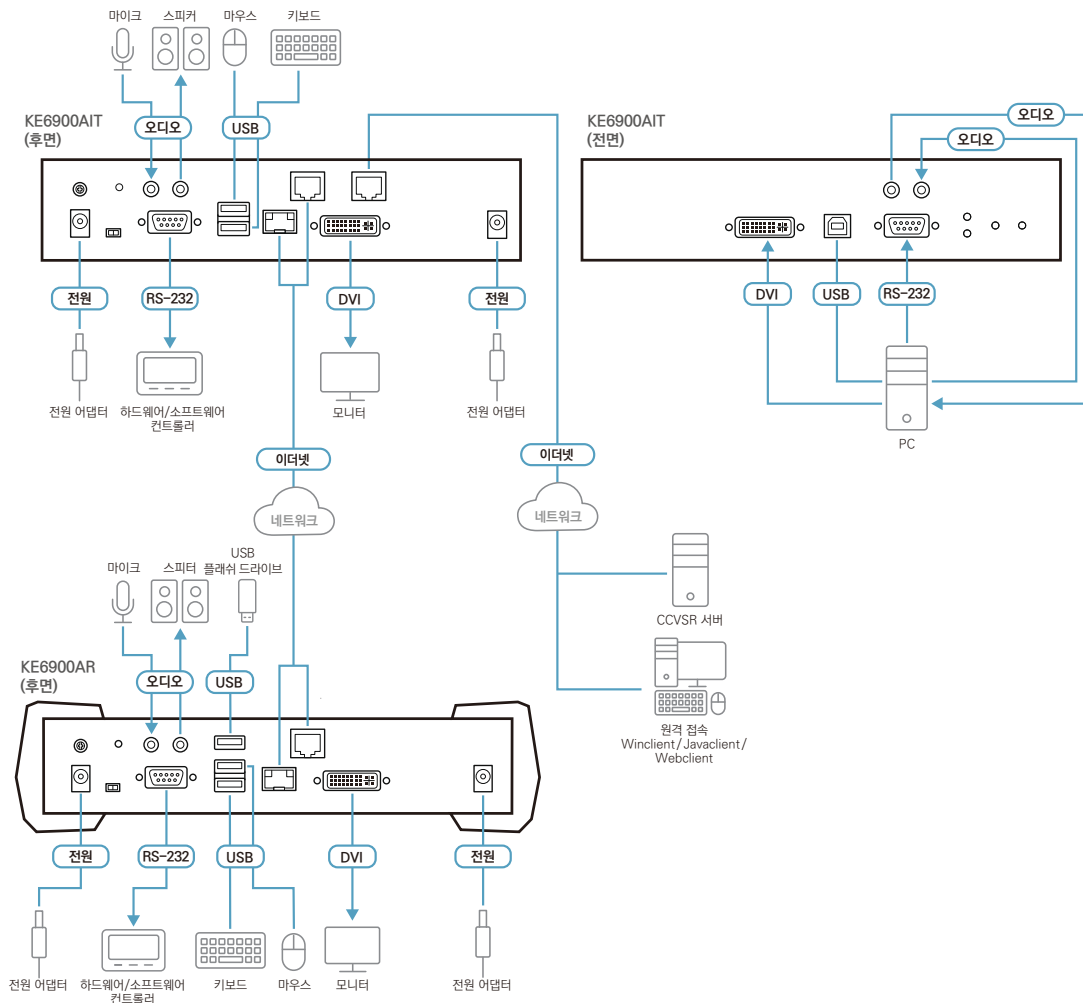 마이크
스피커
마우스
키보드
KE6900AIT
(후면)
오디오
USB
전원
RS-232
DVI
전원
전원 어댑터
하드웨어/소프트웨어
컨트롤러
모니터
전원 어댑터
KE6900AIT
(전면)
오디오
오디오
DVI
USB
RS-232
PC
이더넷
네트워크
이더넷
네트워크
CCVSR 서버
원격 접속
Winclient/Javaclient/
Webclient
마이크
스피터
USB
플래쉬 드라이브
KE6900AR
(후면)
오디오
USB
전원
RS-232
USB
DVI
전원
전원 어댑터
하드웨어/소프트웨어
컨트롤러
키보드
마우스
모니터
전원 어댑터